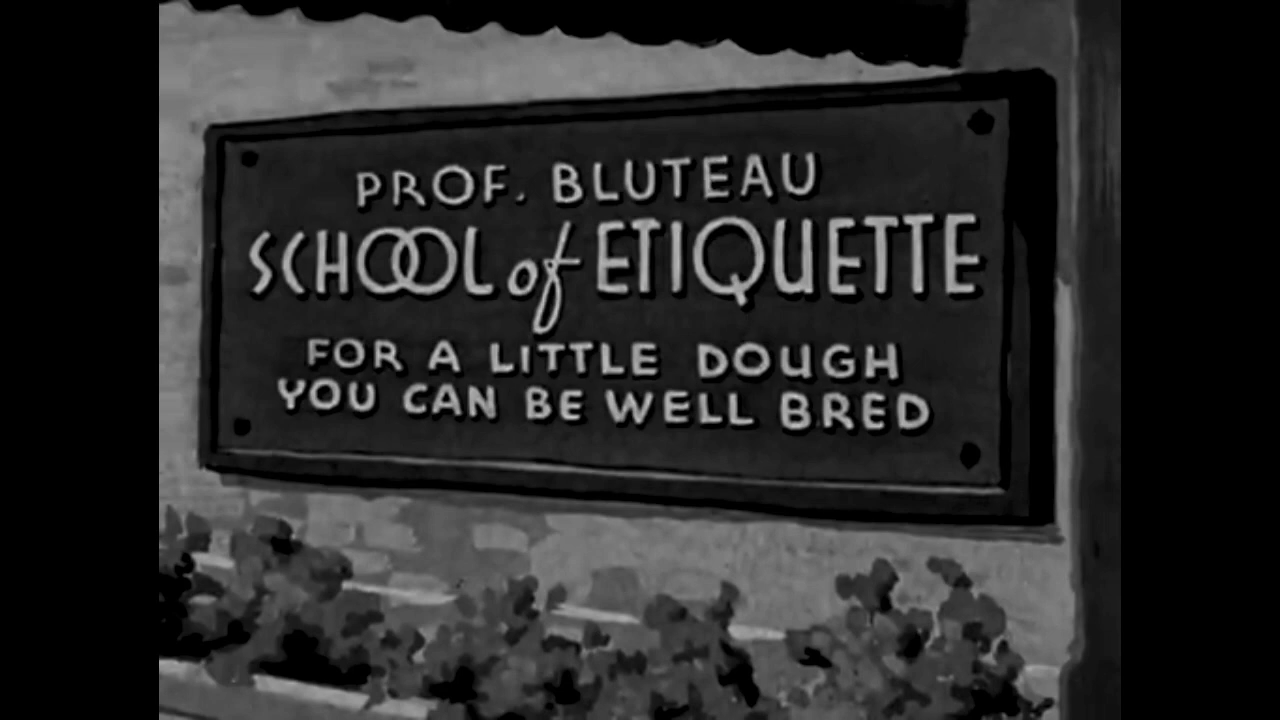 PROF. BLUTEAU
SCHOOL of ETIQUETTE
FOR A LITTLE DOUGH
YOU CAN BE WELL BRED